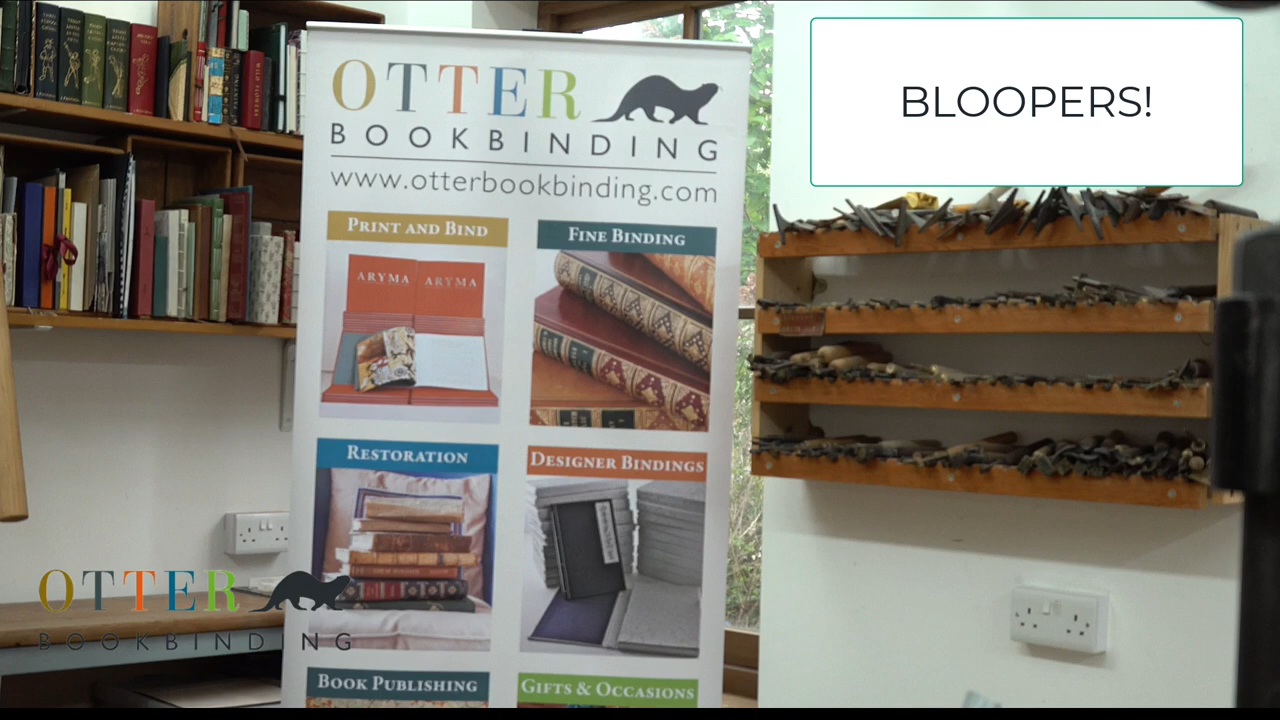 BLOOPERS!
OTTER
BOOKBINDING
www.otterbookbinding.com
PRINT AND BIND
FINE BINDING
ARYMA ARYMA
RESTORATION
DESIGNER BINDINGS
BOOK PUBLISHING
GIFTS & OCCASIONS
OTTER
BOOKBINDING